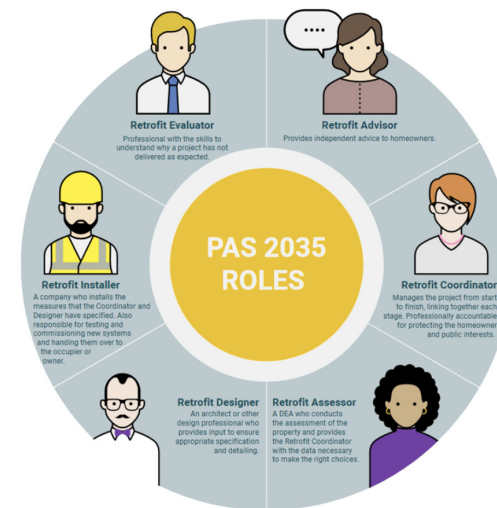 Retrofit Evaluator
Professional with the skills to
understand why a project has not
delivered as expected.
Retrofit Advisor
Provides independent advice to homeowners.
Retrofit Installer
A company who installs the
measures that the Coordinator and
Designer have specified. Also
responsible for testing and
commissioning new systems
and handing them over to
the occupier or
owner.
PAS 2035
ROLES
Retrofit Coordinator
Manages the project from start
to finish, linking together each
stage. Professionally accountable
for protecting the homeowner
and public interests.
Retrofit Designer
An architect or other
design professional who
provides input to ensure
appropriate specification
and detailing.
Retrofit Assessor
A DEA who conducts
the assessment of the
property and provides
the Retrofit Coordinator
with the data necessary
to make the right choices.